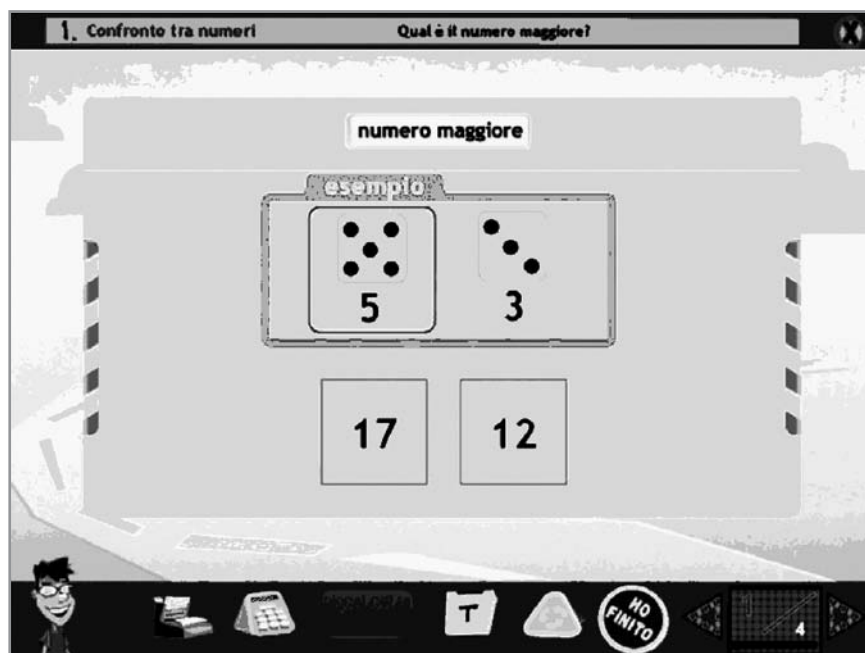 1. Confronto tra numeri
Qual è il numero maggiore?
X
numero maggiore
esempio
5 3
17 12
T
HO FINITO
4